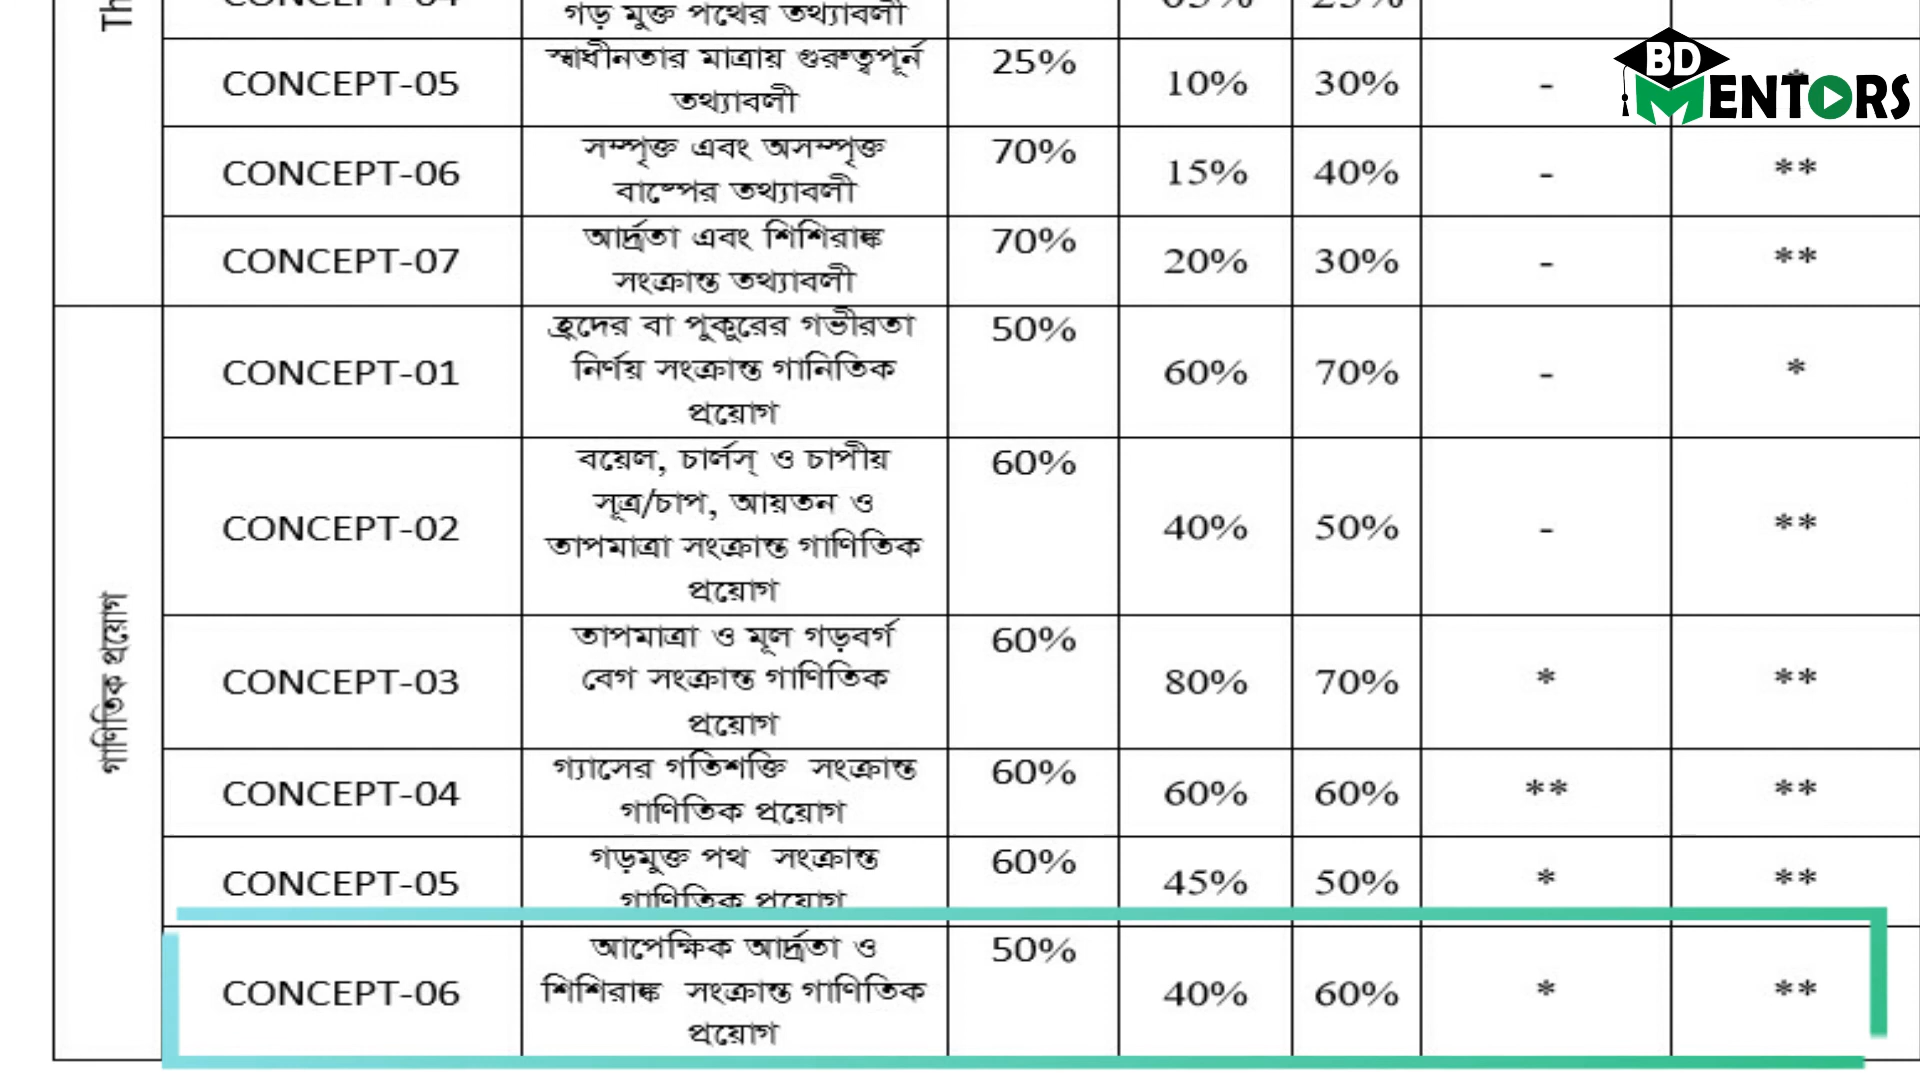 Th
CONCEPT-04
গড় মুক্ত পথের তথ্যাবলী
CONCEPT-05
স্বাধীনতার মাত্রায় গুরুত্বপূর্ন
তথ্যাবলী
25%
10%
30%
-
CONCEPT-06
সম্পৃক্ত এবং অসম্পৃক্ত
বাষ্পের তথ্যাবলী
70%
15%
40%
-
**
CONCEPT-07
আর্দ্রতা এবং শিশিরাঙ্ক
সংক্রান্ত তথ্যাবলী
70%
20%
30%
-
**
গাণিতিক প্রয়োগ
CONCEPT-01
হ্রদের বা পুকুরের গভীরতা
নির্ণয় সংক্রান্ত গানিতিক
প্রয়োগ
50%
60%
70%
-
*
CONCEPT-02
বয়েল, চার্লস্ ও চাপীয়
সূত্র/চাপ, আয়তন ও
তাপমাত্রা সংক্রান্ত গাণিতিক
প্রয়োগ
60%
40%
50%
-
**
CONCEPT-03
তাপমাত্রা ও মূল গড়বর্গ
বেগ সংক্রান্ত গাণিতিক
প্রয়োগ
60%
80%
70%
*
**
CONCEPT-04
গ্যাসের গতিশক্তি সংক্রান্ত
গাণিতিক প্রয়োগ
60%
60%
60%
**
**
CONCEPT-05
গড়মুক্ত পথ সংক্রান্ত
গাণিতিক প্রয়োগ
60%
45%
50%
*
**
CONCEPT-06
আপেক্ষিক আর্দ্রতা ও
শিশিরাঙ্ক সংক্রান্ত গাণিতিক
প্রয়োগ
50%
40%
60%
*
**
BD
MENTORS